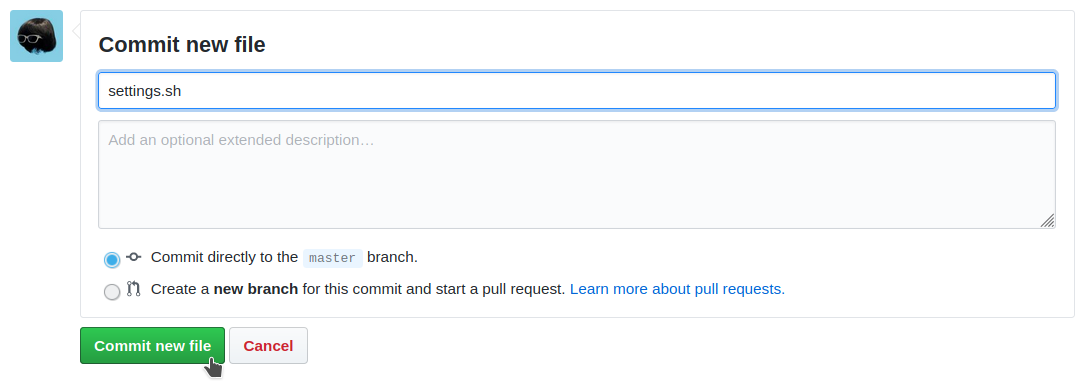 Commit new file
settings.sh
Add an optional extended description…
Commit directly to the master branch.
Create a new branch for this commit and start a pull request. Learn more about pull requests.
Commit new file
Cancel